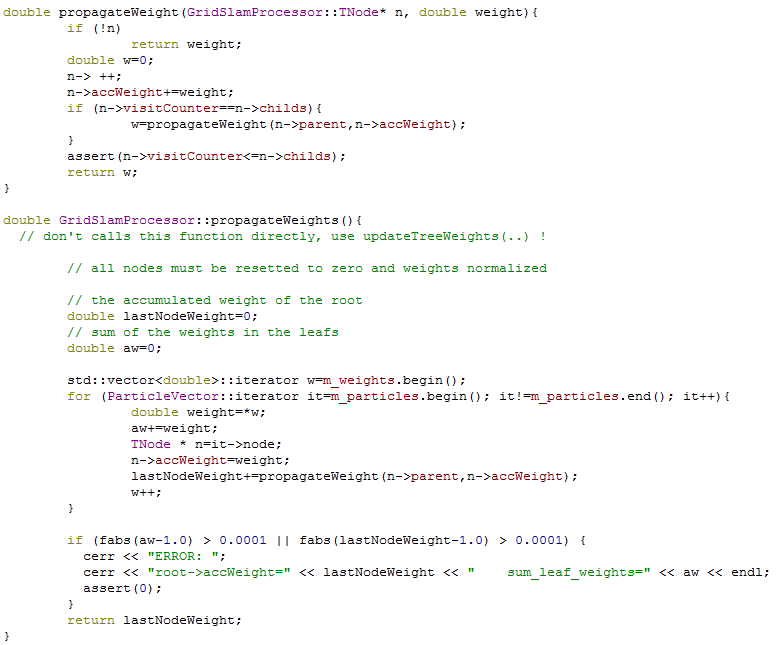 double propagateWeight(GridSlamProcessor::TNode* n, double weight){
        if (!n)
                return weight;
        double w=0;
        n-> ++;
        n->accWeight+=weight;
        if (n->visitCounter==n->childs){
                w=propagateWeight(n->parent,n->accWeight);
        }
        assert(n->visitCounter<=n->childs);
        return w;
}

double GridSlamProcessor::propagateWeights(){
  // don't calls this function directly, use updateTreeWeights(..) !

        // all nodes must be resetted to zero and weights normalized

        // the accumulated weight of the root
        double lastNodeWeight=0;
        // sum of the weights in the leafs
        double aw=0;

        std::vector<double>::iterator w=m_weights.begin();
        for (ParticleVector::iterator it=m_particles.begin(); it!=m_particles.end(); it++){
                double weight=*w;
                aw+=weight;
                TNode * n=it->node;
                n->accWeight=weight;
                lastNodeWeight+=propagateWeight(n->parent,n->accWeight);
                w++;
        }

        if (fabs(aw-1.0) > 0.0001 || fabs(lastNodeWeight-1.0) > 0.0001) {
          cerr << "ERROR: ";
          cerr << "root->accWeight=" << lastNodeWeight << "    sum_leaf_weights=" << aw << endl;
          assert(0);
        }
        return lastNodeWeight;
}